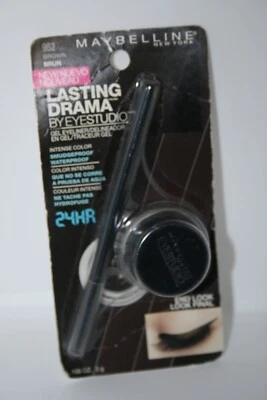 MAYBELLINE
NEW YORK
BROWN
BRUN
NEW! NUEVO
NOUVEAU
LASTING
DRAMA
BY EYESTUDIO
GEL EYELINER/DELINEADOR
EN GEL/TRACEUR GEL
INTENSE COLOR
SMUDGEPROOF
WATERPROOF
COLOR INTENSO
QUE NO SE CORRE
A PRUEBA DE AGUA
COULEUR INTENSE
NE TACHE PAS
HYDROFUGE
24HR
END LOOK
LOOK FINAL